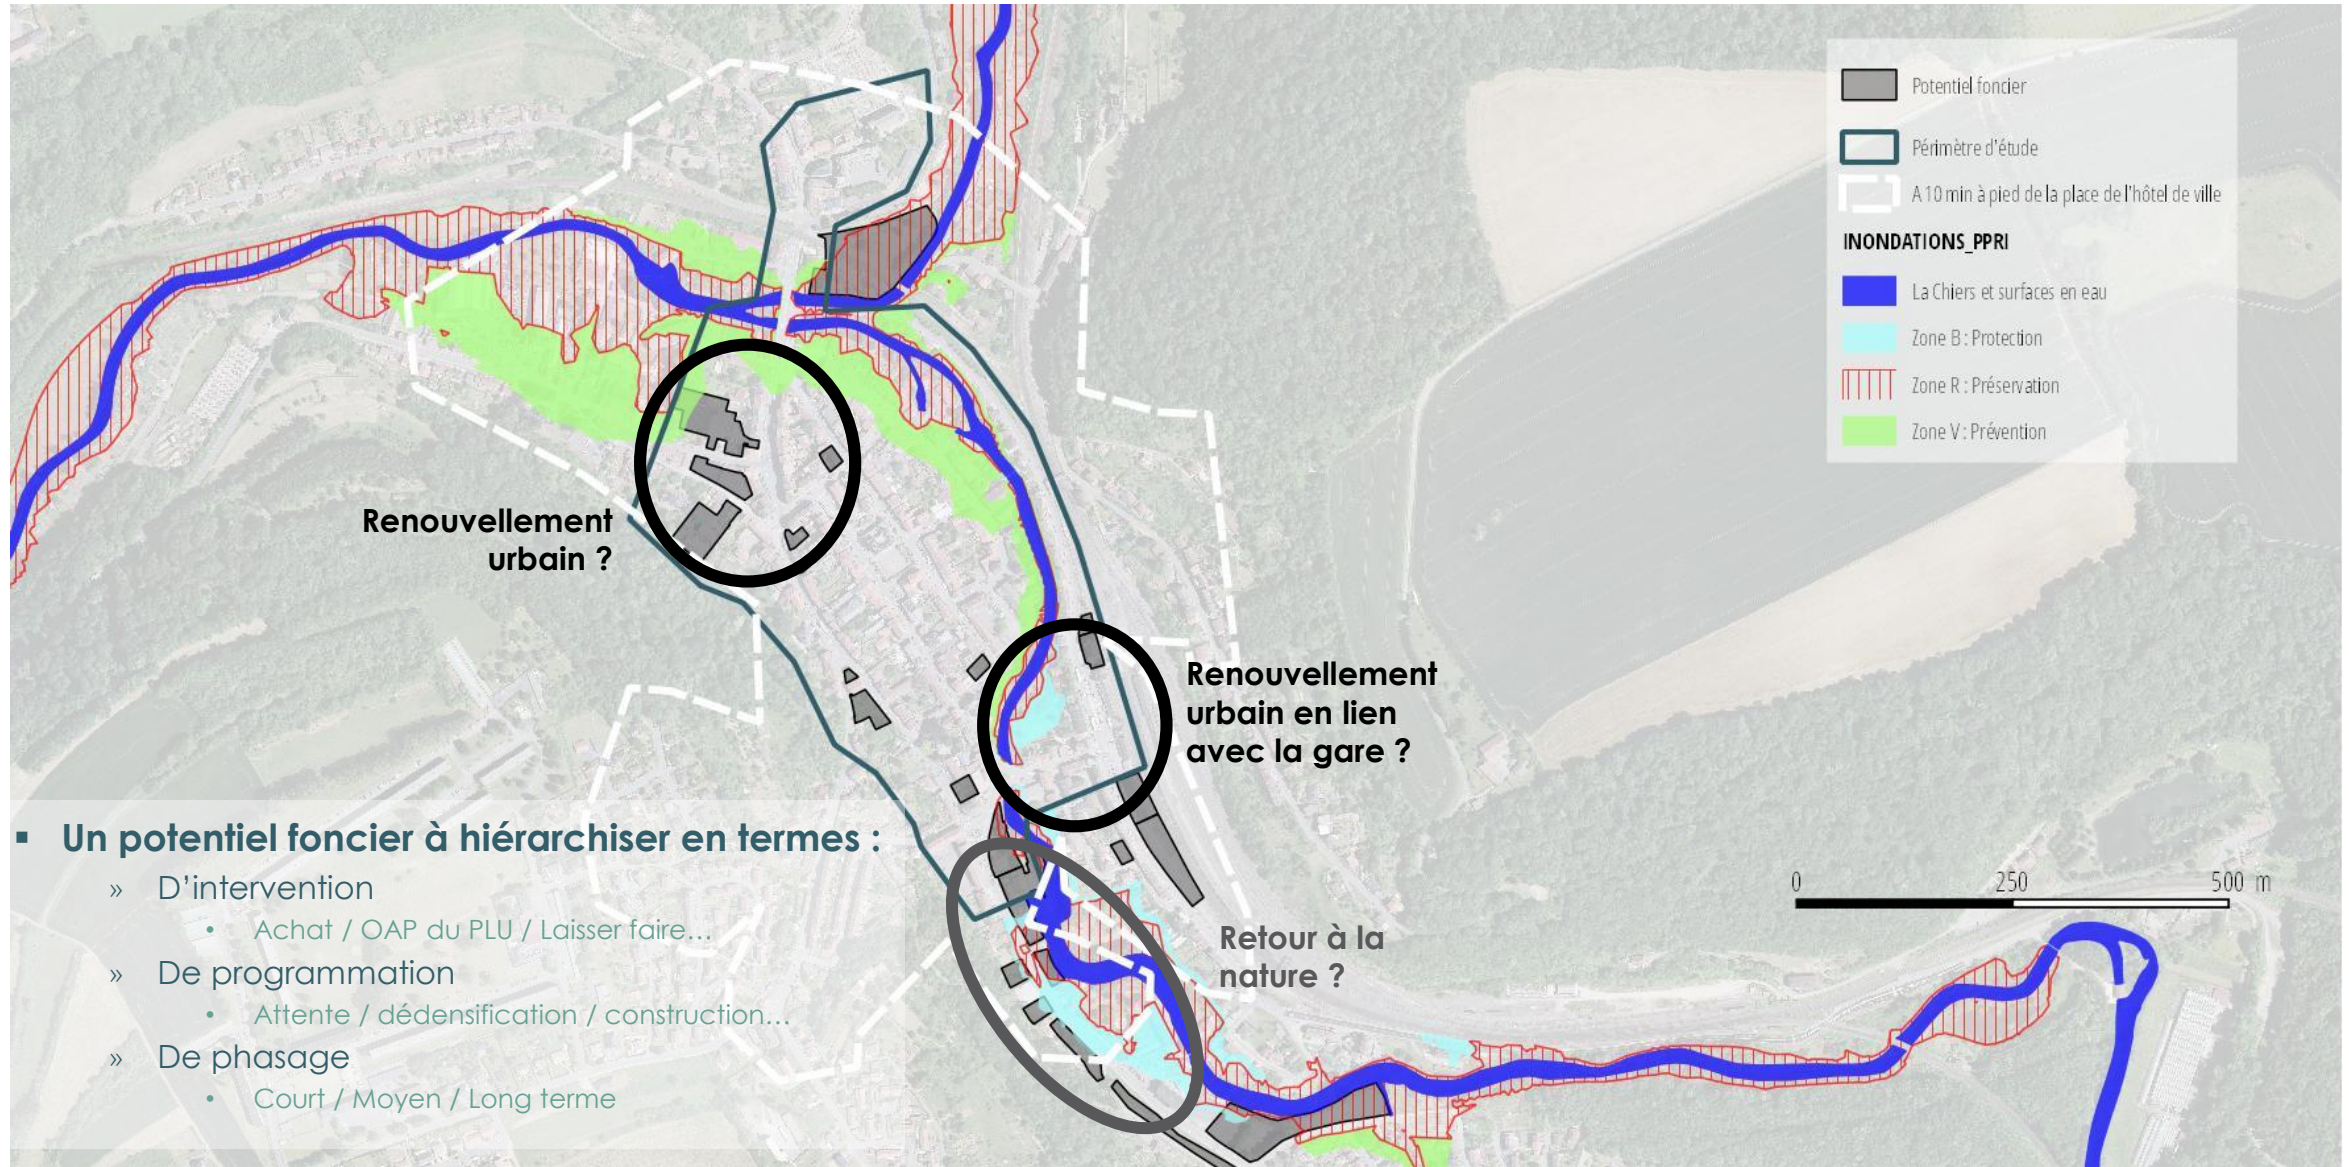 Potentiel foncier
Périmètre d'étude
A 10 min à pied de la place de l'hôtel de ville
INONDATIONS_PPRI
La Chiers et surfaces en eau
Zone B : Protection
Zone R : Préservation
Zone V : Prévention
Renouvellement
urbain ?
Renouvellement
urbain en lien
avec la gare ?
Retour à la
nature ?
0 250 500 m
▪ Un potentiel foncier à hiérarchiser en termes :
» D’intervention
• Achat / OAP du PLU / Laisser faire…
» De programmation
• Attente / dédensification / construction…
» De phasage
• Court / Moyen / Long terme